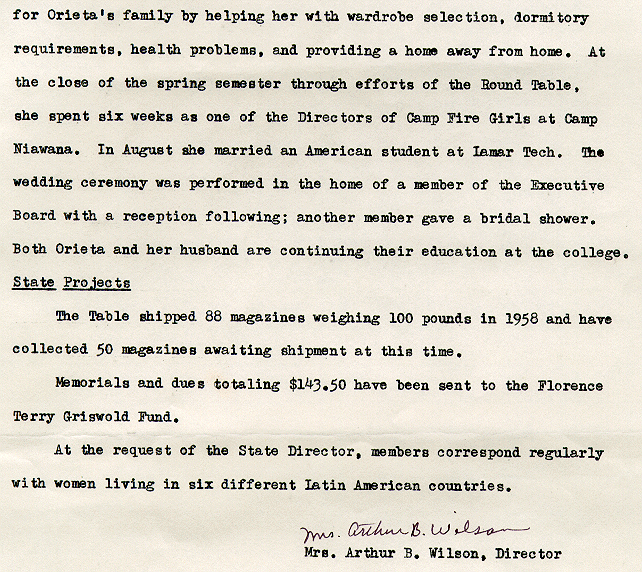 for Orieta's family by helping her with wardrobe selection, dormitory
requirements, health problems, and providing a home away from home. At
the close of the spring semester through efforts of the Round Table,
she spent six weeks as one of the Directors of Camp Fire Girls at Camp
Niawana. In August she married an American student at Lamar Tech. The
wedding ceremony was performed in the home of a member of the Executive
Board with a reception following; another member gave a bridal shower.
Both Orieta and her husband are continuing their education at the college.
State Projects
The Table shipped 88 magazines weighing 100 pounds in 1958 and have
collected 50 magazines awaiting shipment at this time.
Memorials and dues totaling $143.50 have been sent to the Florence
Terry Griswold Fund.
At the request of the State Director, members correspond regularly
with women living in six different Latin American countries.
Mrs. Arthur B. Wilson
Mrs. Arthur B. Wilson, Director